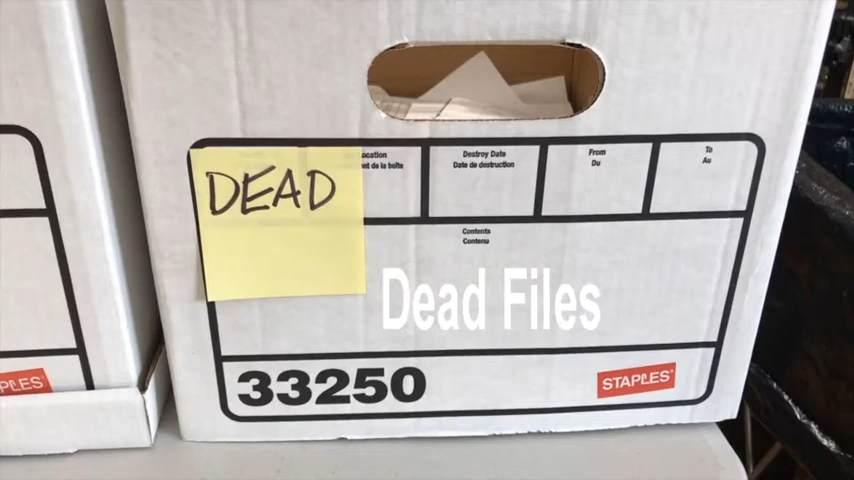 DEAD
ocation
nt de la boîte
Destroy Date
Date de destruction
From
Du
To
Au
Contents
Contenu
Dead Files
33250
STAPLES
PLES